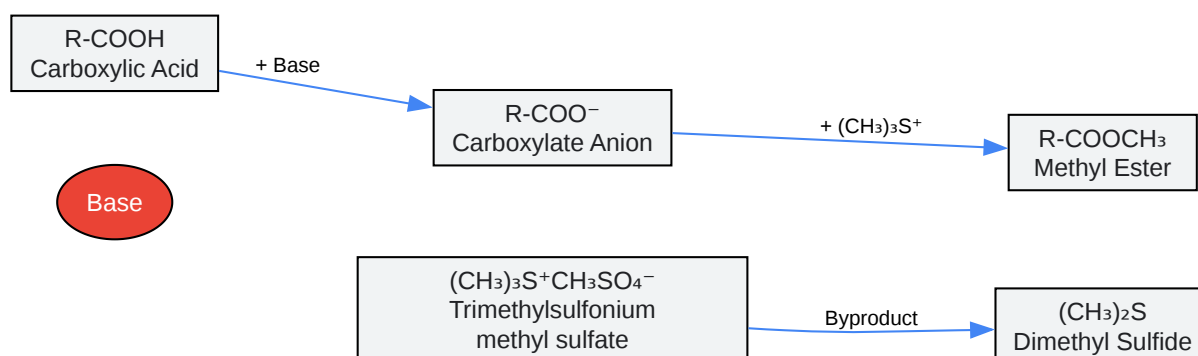 R-COOH
Carboxylic Acid
+ Base
R-COO⁻
Carboxylate Anion
+ (CH₃)₃S⁺
R-COOCH₃
Methyl Ester
Base
(CH₃)₃S⁺CH₃SO₄⁻
Trimethylsulfonium
methyl sulfate
Byproduct
(CH₃)₂S
Dimethyl Sulfide